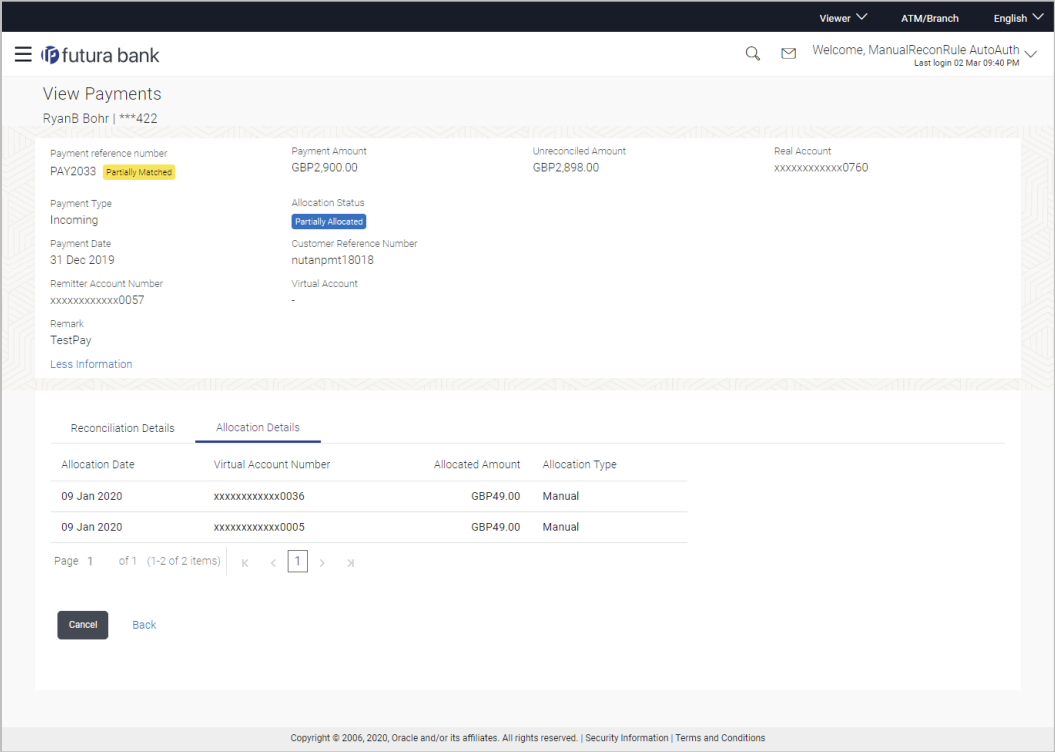 Viewer ATM/Branch English
futura bank Welcome, ManualReconRule AutoAuth
Last login 02 Mar 09:40 PM
View Payments
RyanB Bohr | ***422
Payment reference number Payment Amount Unreconciled Amount Real Account
PAY2033 Partially Matched GBP2,900.00 GBP2,898.00 xxxxxxxxxxxx0760
Payment Type Allocation Status
Incoming Partially Allocated
Payment Date Customer Reference Number
31 Dec 2019 nutanpmt18018
Remitter Account Number Virtual Account
xxxxxxxxxxxx0057 -
Remark
TestPay
Less Information
Reconciliation Details Allocation Details
Allocation Date Virtual Account Number Allocated Amount Allocation Type
09 Jan 2020 xxxxxxxxxxxx0036 GBP49.00 Manual
09 Jan 2020 xxxxxxxxxxxx0005 GBP49.00 Manual
Page 1 of 1 (1-2 of 2 items) 1
Cancel Back
Copyright © 2006, 2020, Oracle and/or its affiliates. All rights reserved. | Security Information | Terms and Conditions